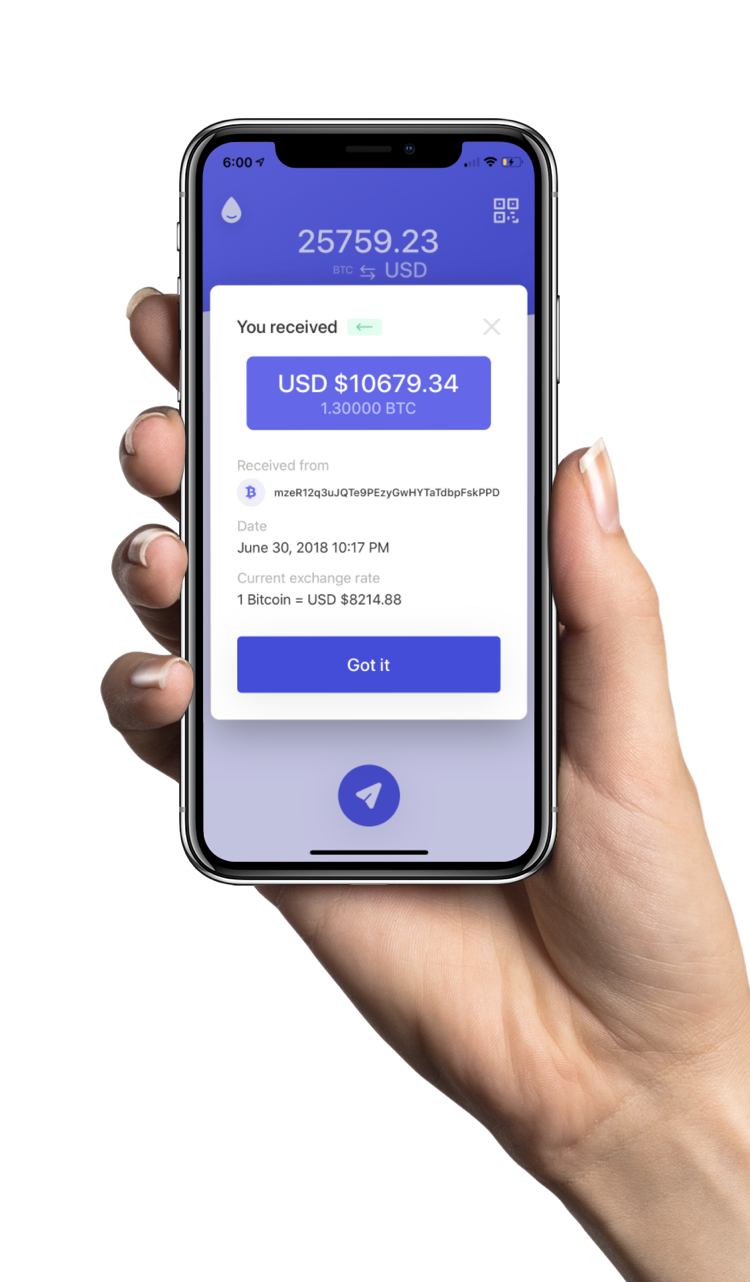 6:00
25759.23
BTC USD
You received
USD $10679.34
1.30000 BTC
Received from
mzeR12q3uJQTe9PEzyGwHYTaTdbpFskPPD
Date
June 30, 2018 10:17 PM
Current exchange rate
1 Bitcoin = USD $8214.88
Got it